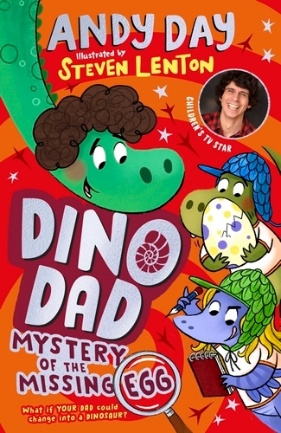 ANDY DAY
Illustrated by
STEVEN LENTON
CHILDREN'S TV STAR
DINO
DAD
MYSTERY
OF THE
MISSING
EGG
What if YOUR DAD could
change into a DINOSAUR?